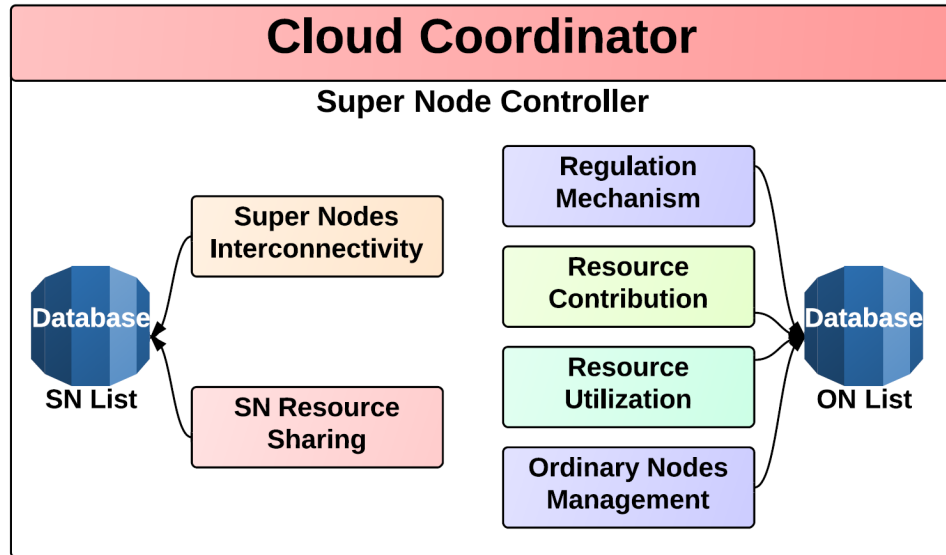 Cloud Coordinator
Super Node Controller
Super Nodes
Interconnectivity
Database
SN List
SN Resource
Sharing
Regulation
Mechanism
Resource
Contribution
Resource
Utilization
Ordinary Nodes
Management
Database
ON List